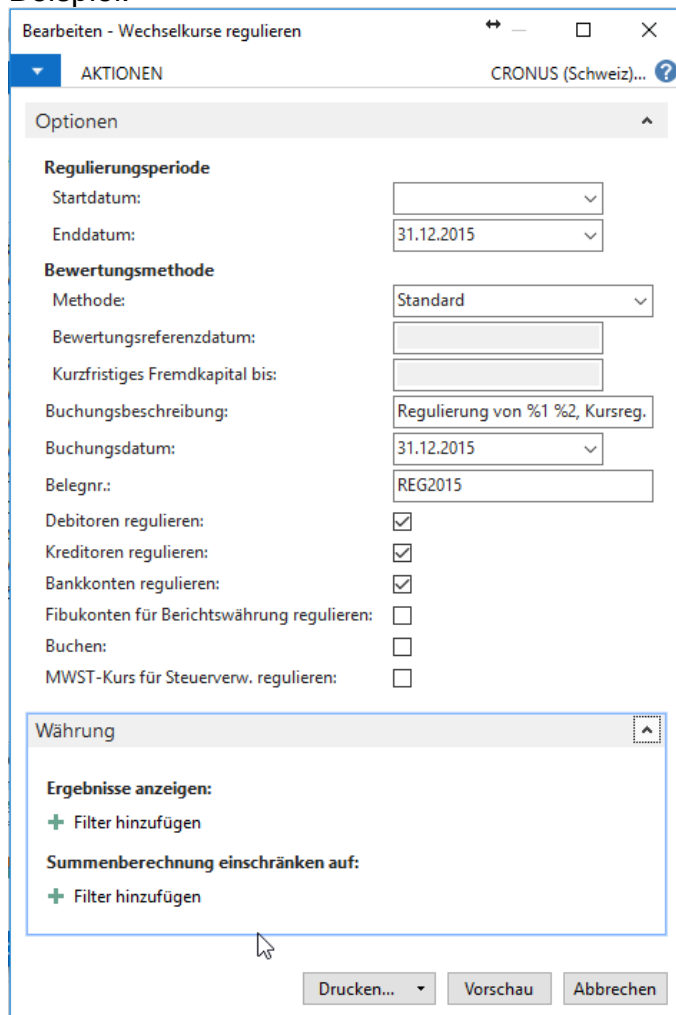 Beispiel:
Bearbeiten - Wechselkurse regulieren
AKTIONEN CRONUS (Schweiz)... ?
Optionen
Regulierungsperiode
Startdatum:
Enddatum: 31.12.2015
Bewertungsmethode
Methode: Standard
Bewertungsreferenzdatum:
Kurzfristiges Fremdkapital bis:
Buchungsbeschreibung: Regulierung von %1 %2, Kursreg.
Buchungsdatum: 31.12.2015
Belegnr.: REG2015
Debitoren regulieren:
Kreditoren regulieren:
Bankkonten regulieren:
Fibukonten für Berichtswährung regulieren:
Buchen:
MWST-Kurs für Steuerverw. regulieren:
Währung
Ergebnisse anzeigen:
Filter hinzufügen
Summenberechnung einschränken auf:
Filter hinzufügen
Drucken... Vorschau Abbrechen